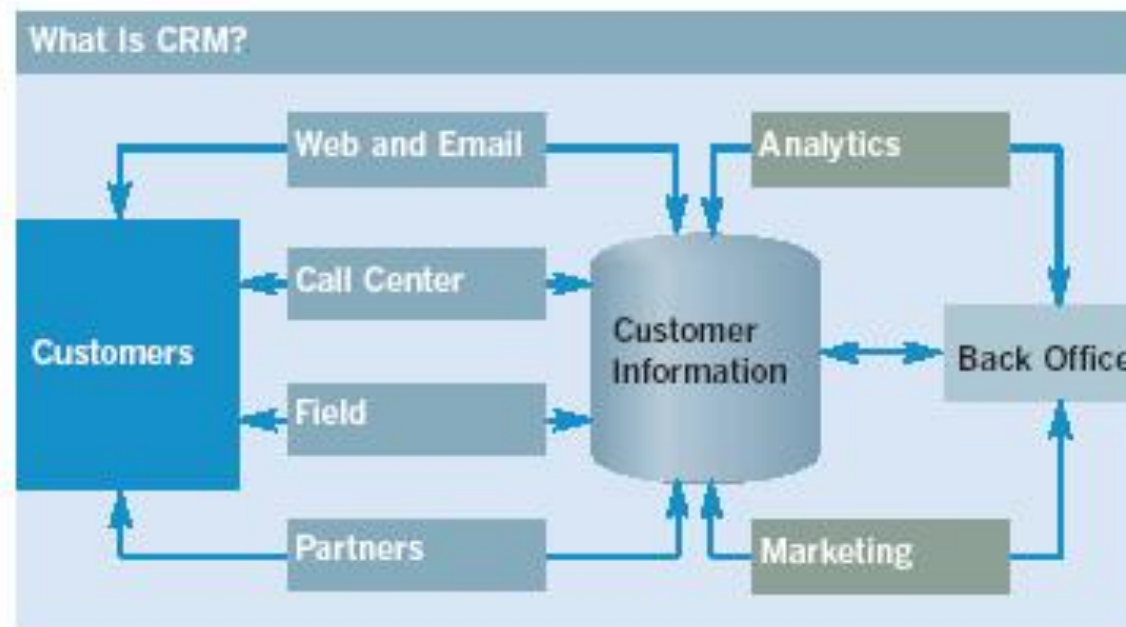 What Is CRM?
Web and Email
Analytics
Call Center
Customers
Customer
Information
Back Office
Field
Partners
Marketing